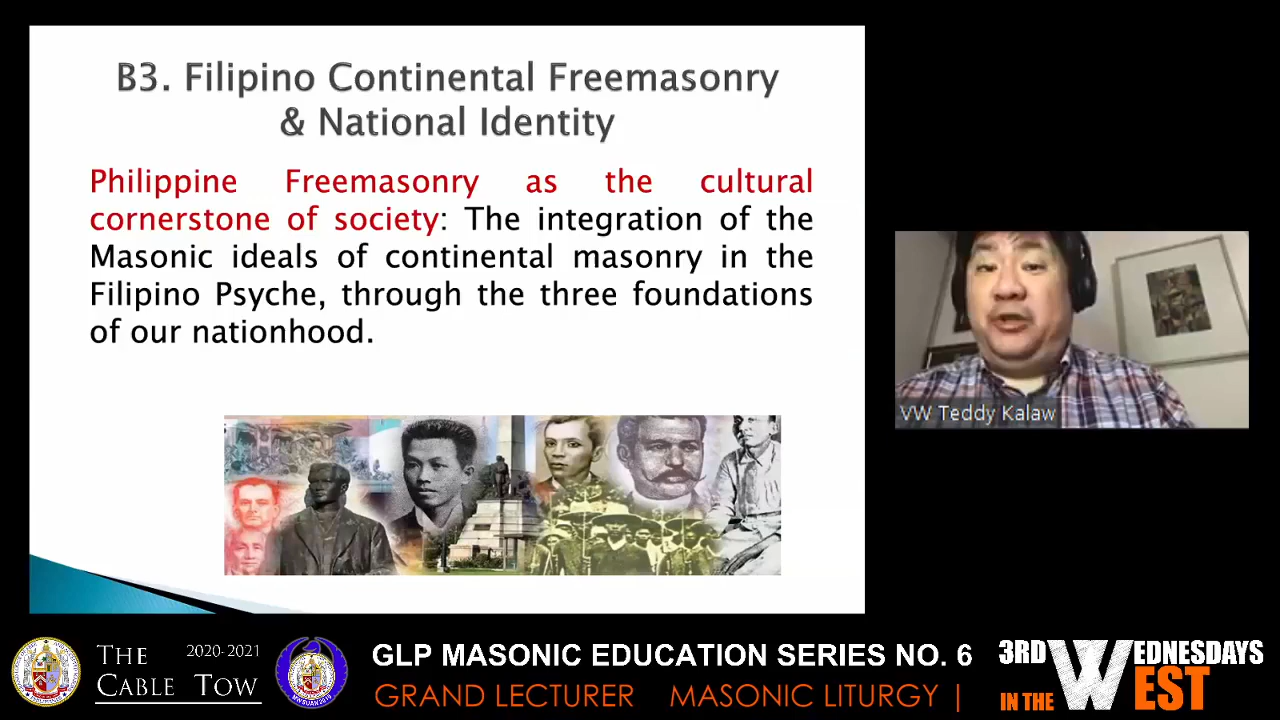 B3. Filipino Continental Freemasonry
& National Identity
Philippine Freemasonry as the cultural
cornerstone of society: The integration of the
Masonic ideals of continental masonry in the
Filipino Psyche, through the three foundations
of our nationhood.
VW Teddy Kalaw
THE 2020-2021
CABLE TOW
GLP MASONIC EDUCATION SERIES NO. 6
GRAND LECTURER MASONIC LITURGY |
3RD WEDNESDAYS
IN THE WEST